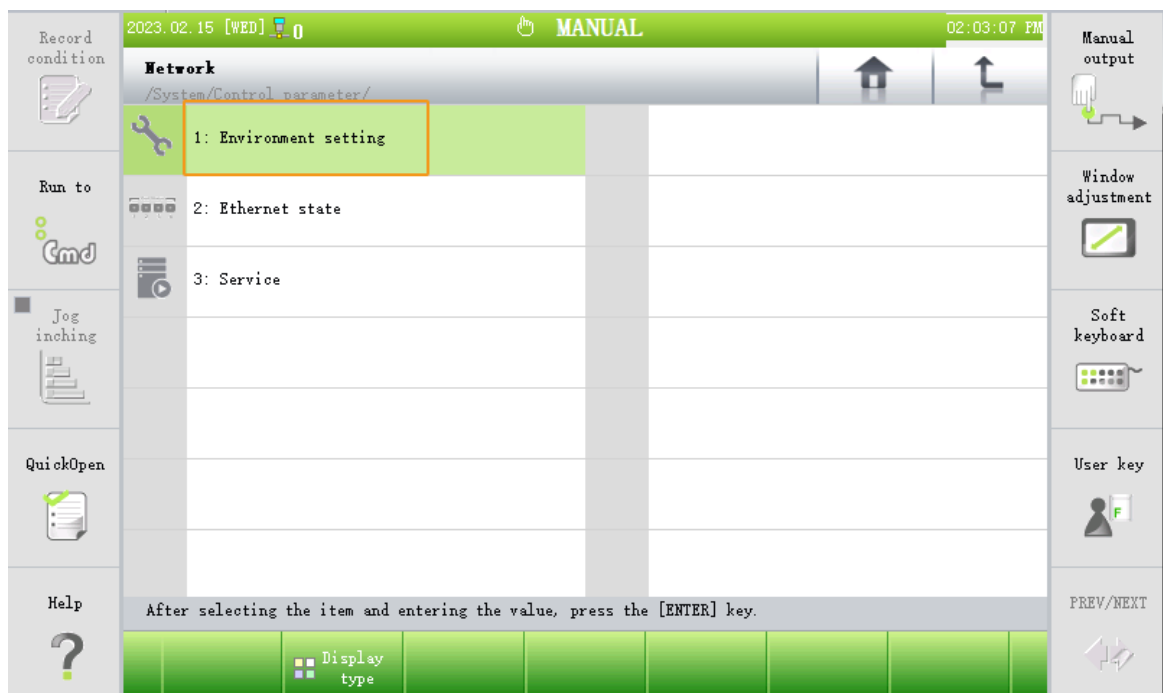 Record
condition
Run to
Cmd
Jog
inching
QuickOpen
Help
2023.02.15 [WED] 0
MANUAL
02:03:07 PM
Network
/System/Control parameter/
1: Environment setting
2: Ethernet state
3: Service
After selecting the item and entering the value, press the [ENTER] key.
Display
type
Manual
output
Window
adjustment
Soft
keyboard
User key
F
PREV/NEXT